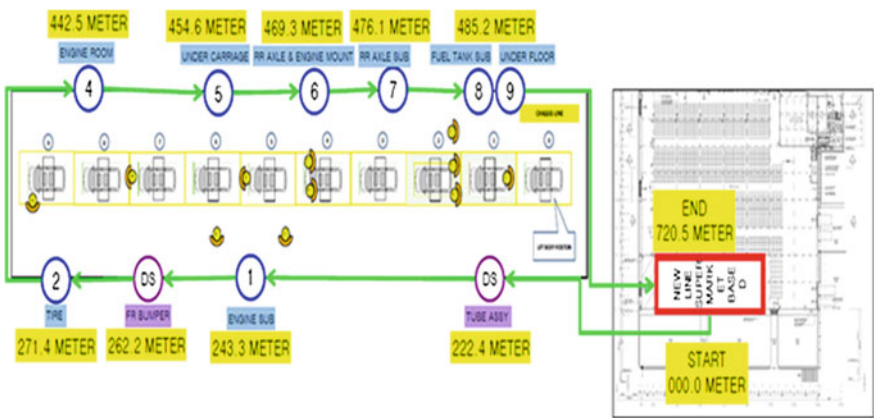 442.5 METER
454.6 METER
469.3 METER
476.1 METER
485.2 METER
ENGINE ROOM
UNDER CARRIAGE
RR AXLE & ENGINE MOUNT
RR AXLE SUB
FUEL TANK SUB
UNDER FLOOR
4
5
6
7
8
9
CHASSIS LINE
LIFT BODY POSITION
END
720.5 METER
NEW
LINE
SUPER
MARK
ET
BASE
D
START
000.0 METER
2
DS
1
DS
TIRE
FR BUMPER
ENGINE SUB
TUBE ASSY
271.4 METER
262.2 METER
243.3 METER
222.4 METER